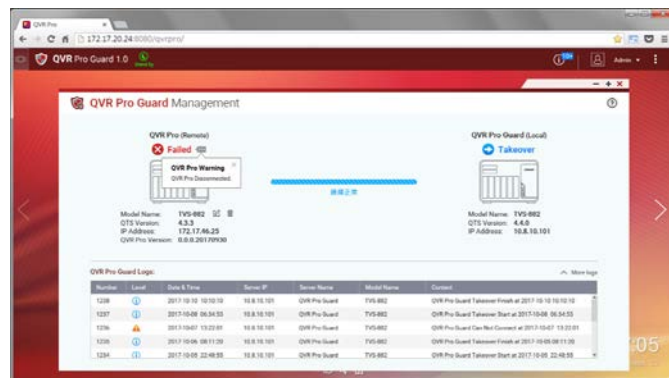 QVR Pro
172.17.20.24:8080/qvrpro/
QVR Pro Guard 1.0
10+
Admin
QVR Pro Guard Management
QVR Pro (Remote)
Failed
QVR Pro Warning
QVR Pro Disconnected.
Model Name: TVS-882
QTS Version: 4.3.3
IP Address: 172.17.46.25
QVR Pro Version: 0.0.0.20170930
連線正常
QVR Pro Guard (Local)
Takeover
Model Name: TVS-882
QTS Version: 4.4.0
IP Address: 10.8.10.101
QVR Pro Guard Logs:
More logs
Number Level Date & Time Server IP Server Name Model Name Content
1238 2017-10-10 10:10:10 10.8.10.101 QVR Pro Guard TVS-882 QVR Pro Guard Takeover Finish at 2017-10-10 10:10:10
1237 2017-10-08 06:54:55 10.8.10.101 QVR Pro Guard TVS-882 QVR Pro Guard Takeover Start at 2017-10-08 06:54:55
1236 2017-10-07 13:22:01 10.8.10.101 QVR Pro Guard TVS-882 QVR Pro Guard Can Not Connect at 2017-10-07 13:22:01
1235 2017-10-06 08:11:20 10.8.10.101 QVR Pro Guard TVS-882 QVR Pro Guard Takeover Finish at 2017-10-06 08:11:20
1234 2017-10-05 22:48:55 10.8.10.101 QVR Pro Guard TVS-882 QVR Pro Guard Takeover Start at 2017-10-05 22:48:55
:05